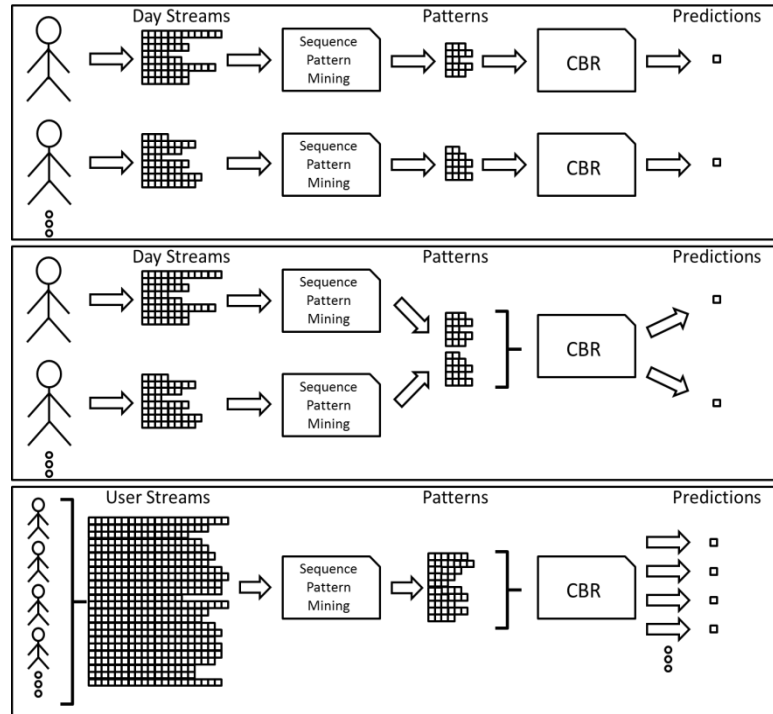 Day Streams
Patterns
Predictions
Sequence
Pattern
Mining
CBR
Sequence
Pattern
Mining
CBR
Day Streams
Patterns
Predictions
Sequence
Pattern
Mining
CBR
Sequence
Pattern
Mining
User Streams
Patterns
Predictions
Sequence
Pattern
Mining
CBR